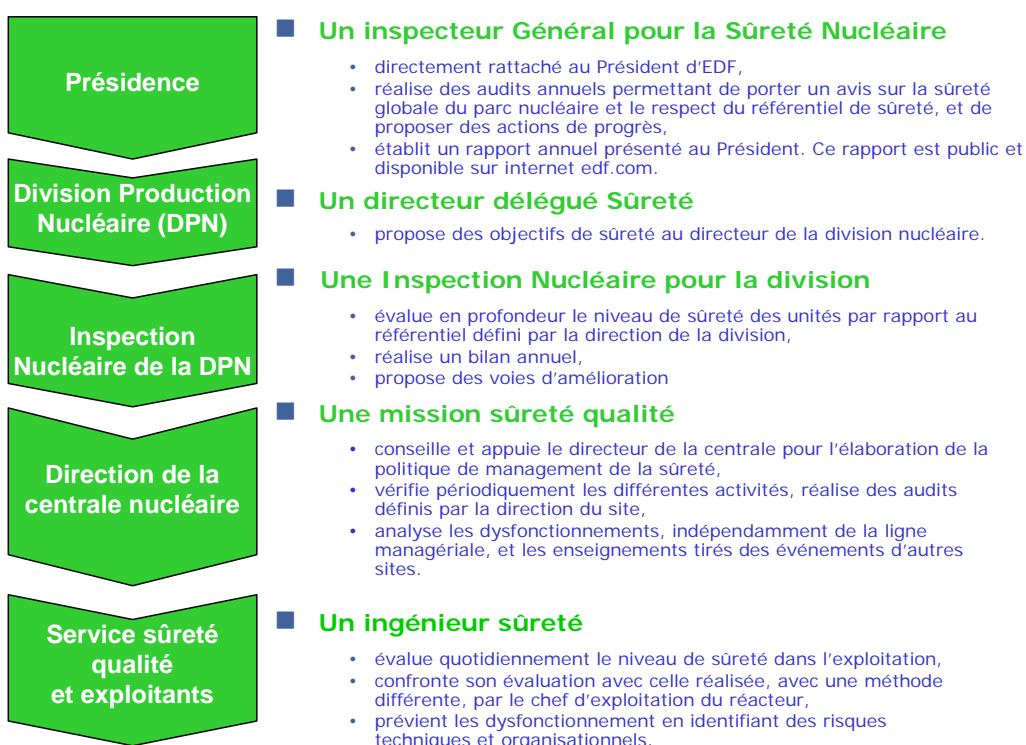 Présidence
Un inspecteur Général pour la Sûreté Nucléaire
• directement rattaché au Président d'EDF,
• réalise des audits annuels permettant de porter un avis sur la sûreté
globale du parc nucléaire et le respect du référentiel de sûreté, et de
proposer des actions de progrès,
• établit un rapport annuel présenté au Président. Ce rapport est public et
disponible sur internet edf.com.
Division Production
Nucléaire (DPN)
Un directeur délégué Sûreté
• propose des objectifs de sûreté au directeur de la division nucléaire.
Inspection
Nucléaire de la DPN
Une Inspection Nucléaire pour la division
• évalue en profondeur le niveau de sûreté des unités par rapport au
référentiel défini par la direction de la division,
• réalise un bilan annuel,
• propose des voies d'amélioration
Direction de la
centrale nucléaire
Une mission sûreté qualité
• conseille et appuie le directeur de la centrale pour l'élaboration de la
politique de management de la sûreté,
• vérifie périodiquement les différentes activités, réalise des audits
définis par la direction du site,
• analyse les dysfonctionnements, indépendamment de la ligne
managériale, et les enseignements tirés des événements d'autres
sites.
Service sûreté
qualité
et exploitants
Un ingénieur sûreté
• évalue quotidiennement le niveau de sûreté dans l'exploitation,
• confronte son évaluation avec celle réalisée, avec une méthode
différente, par le chef d'exploitation du réacteur,
• prévient les dysfonctionnement en identifiant des risques
techniques et organisationnels.